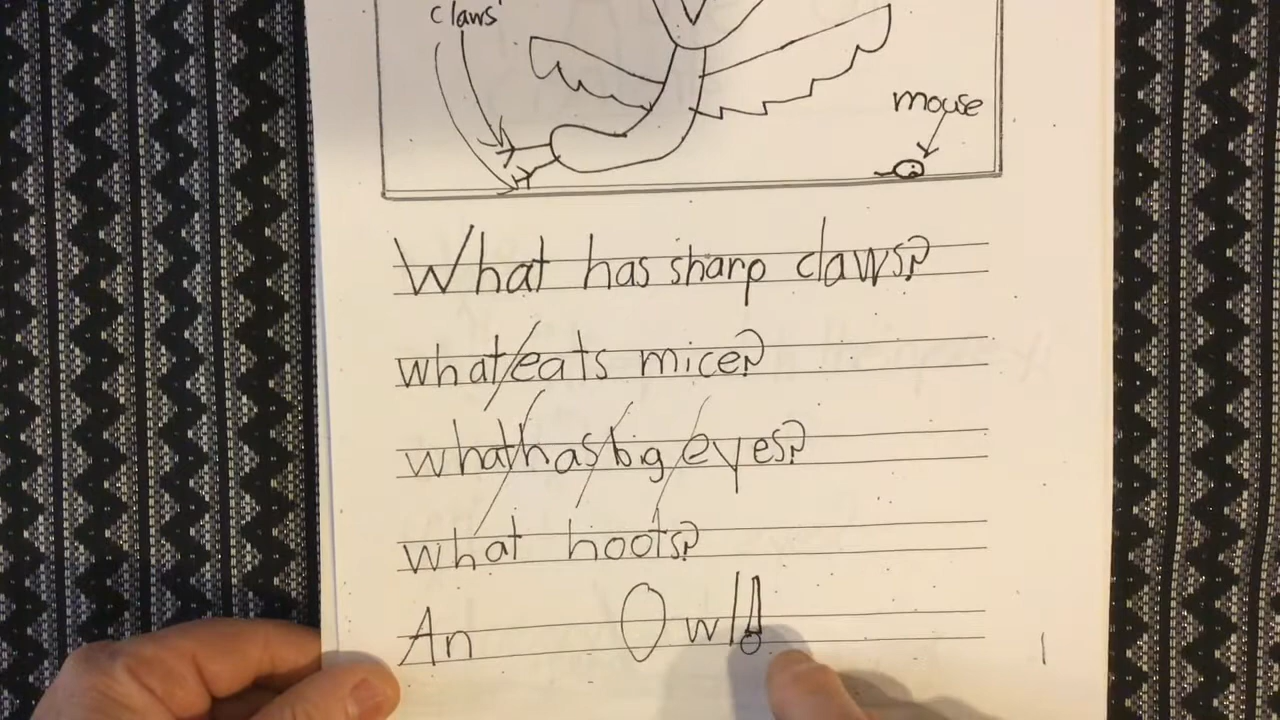 claws
mouse
What has sharp claws?
what/eats mice?
what/has/big/eyes?
what hoots?
An Owl!